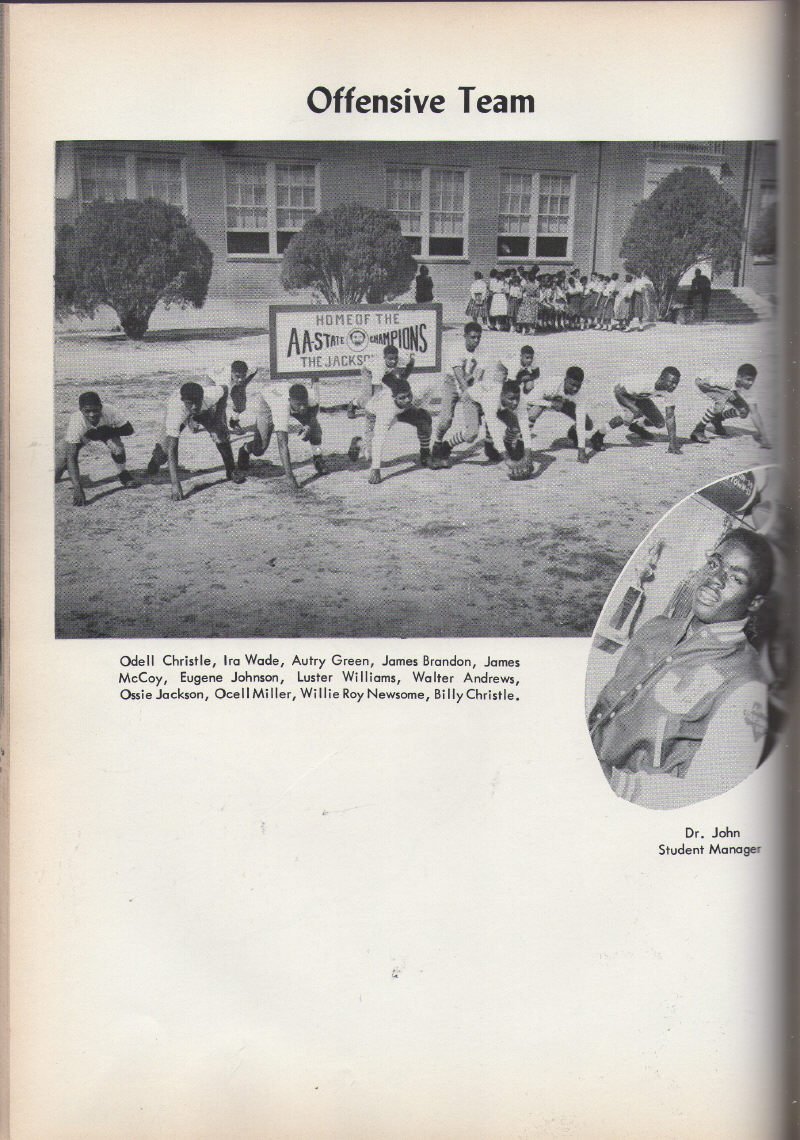 Offensive Team
HOME OF THE
AA-STATE CHAMPIONS
THE JACKSO
Odell Christle, Ira Wade, Autry Green, James Brandon, James
McCoy, Eugene Johnson, Luster Williams, Walter Andrews,
Ossie Jackson, Ocell Miller, Willie Roy Newsome, Billy Christle.
Dr. John
Student Manager